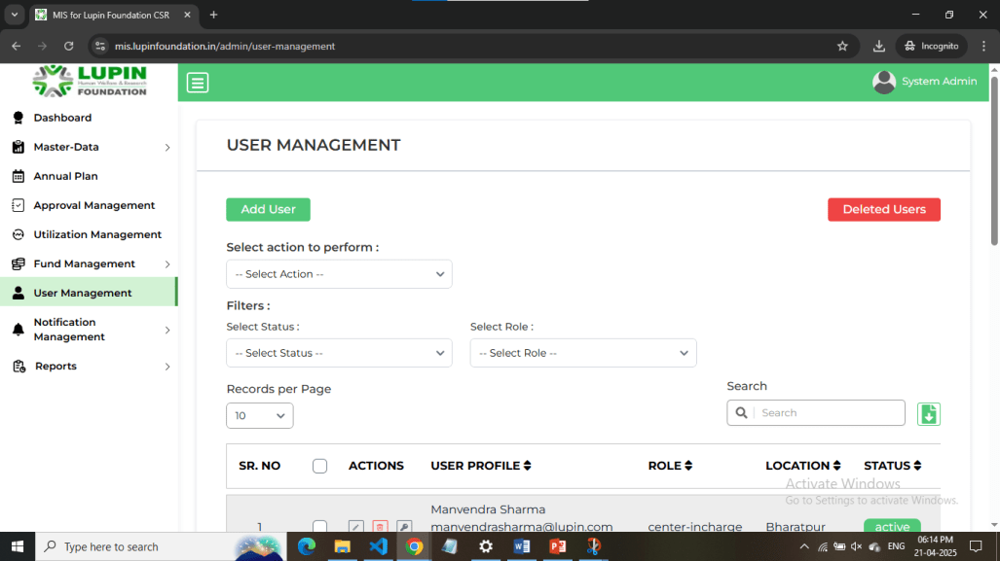 MIS for Lupin Foundation CSR
mis.lupinfoundation.in/admin/user-management
Incognito
LUPIN
Human Welfare & Research
FOUNDATION
System Admin
Dashboard
Master-Data
Annual Plan
Approval Management
Utilization Management
Fund Management
User Management
Notification
Management
Reports
USER MANAGEMENT
Add User
Deleted Users
Select action to perform :
-- Select Action --
Filters :
Select Status :
Select Role :
-- Select Status --
-- Select Role --
Records per Page
10
Search
Search
SR. NO
ACTIONS
USER PROFILE
ROLE
LOCATION
STATUS
Activate Windows
Go to Settings to activate Windows.
1
Manvendra Sharma
manvendrasharma@lupin.com
center-incharge
Bharatpur
active
Type here to search
ENG
06:14 PM
21-04-2025